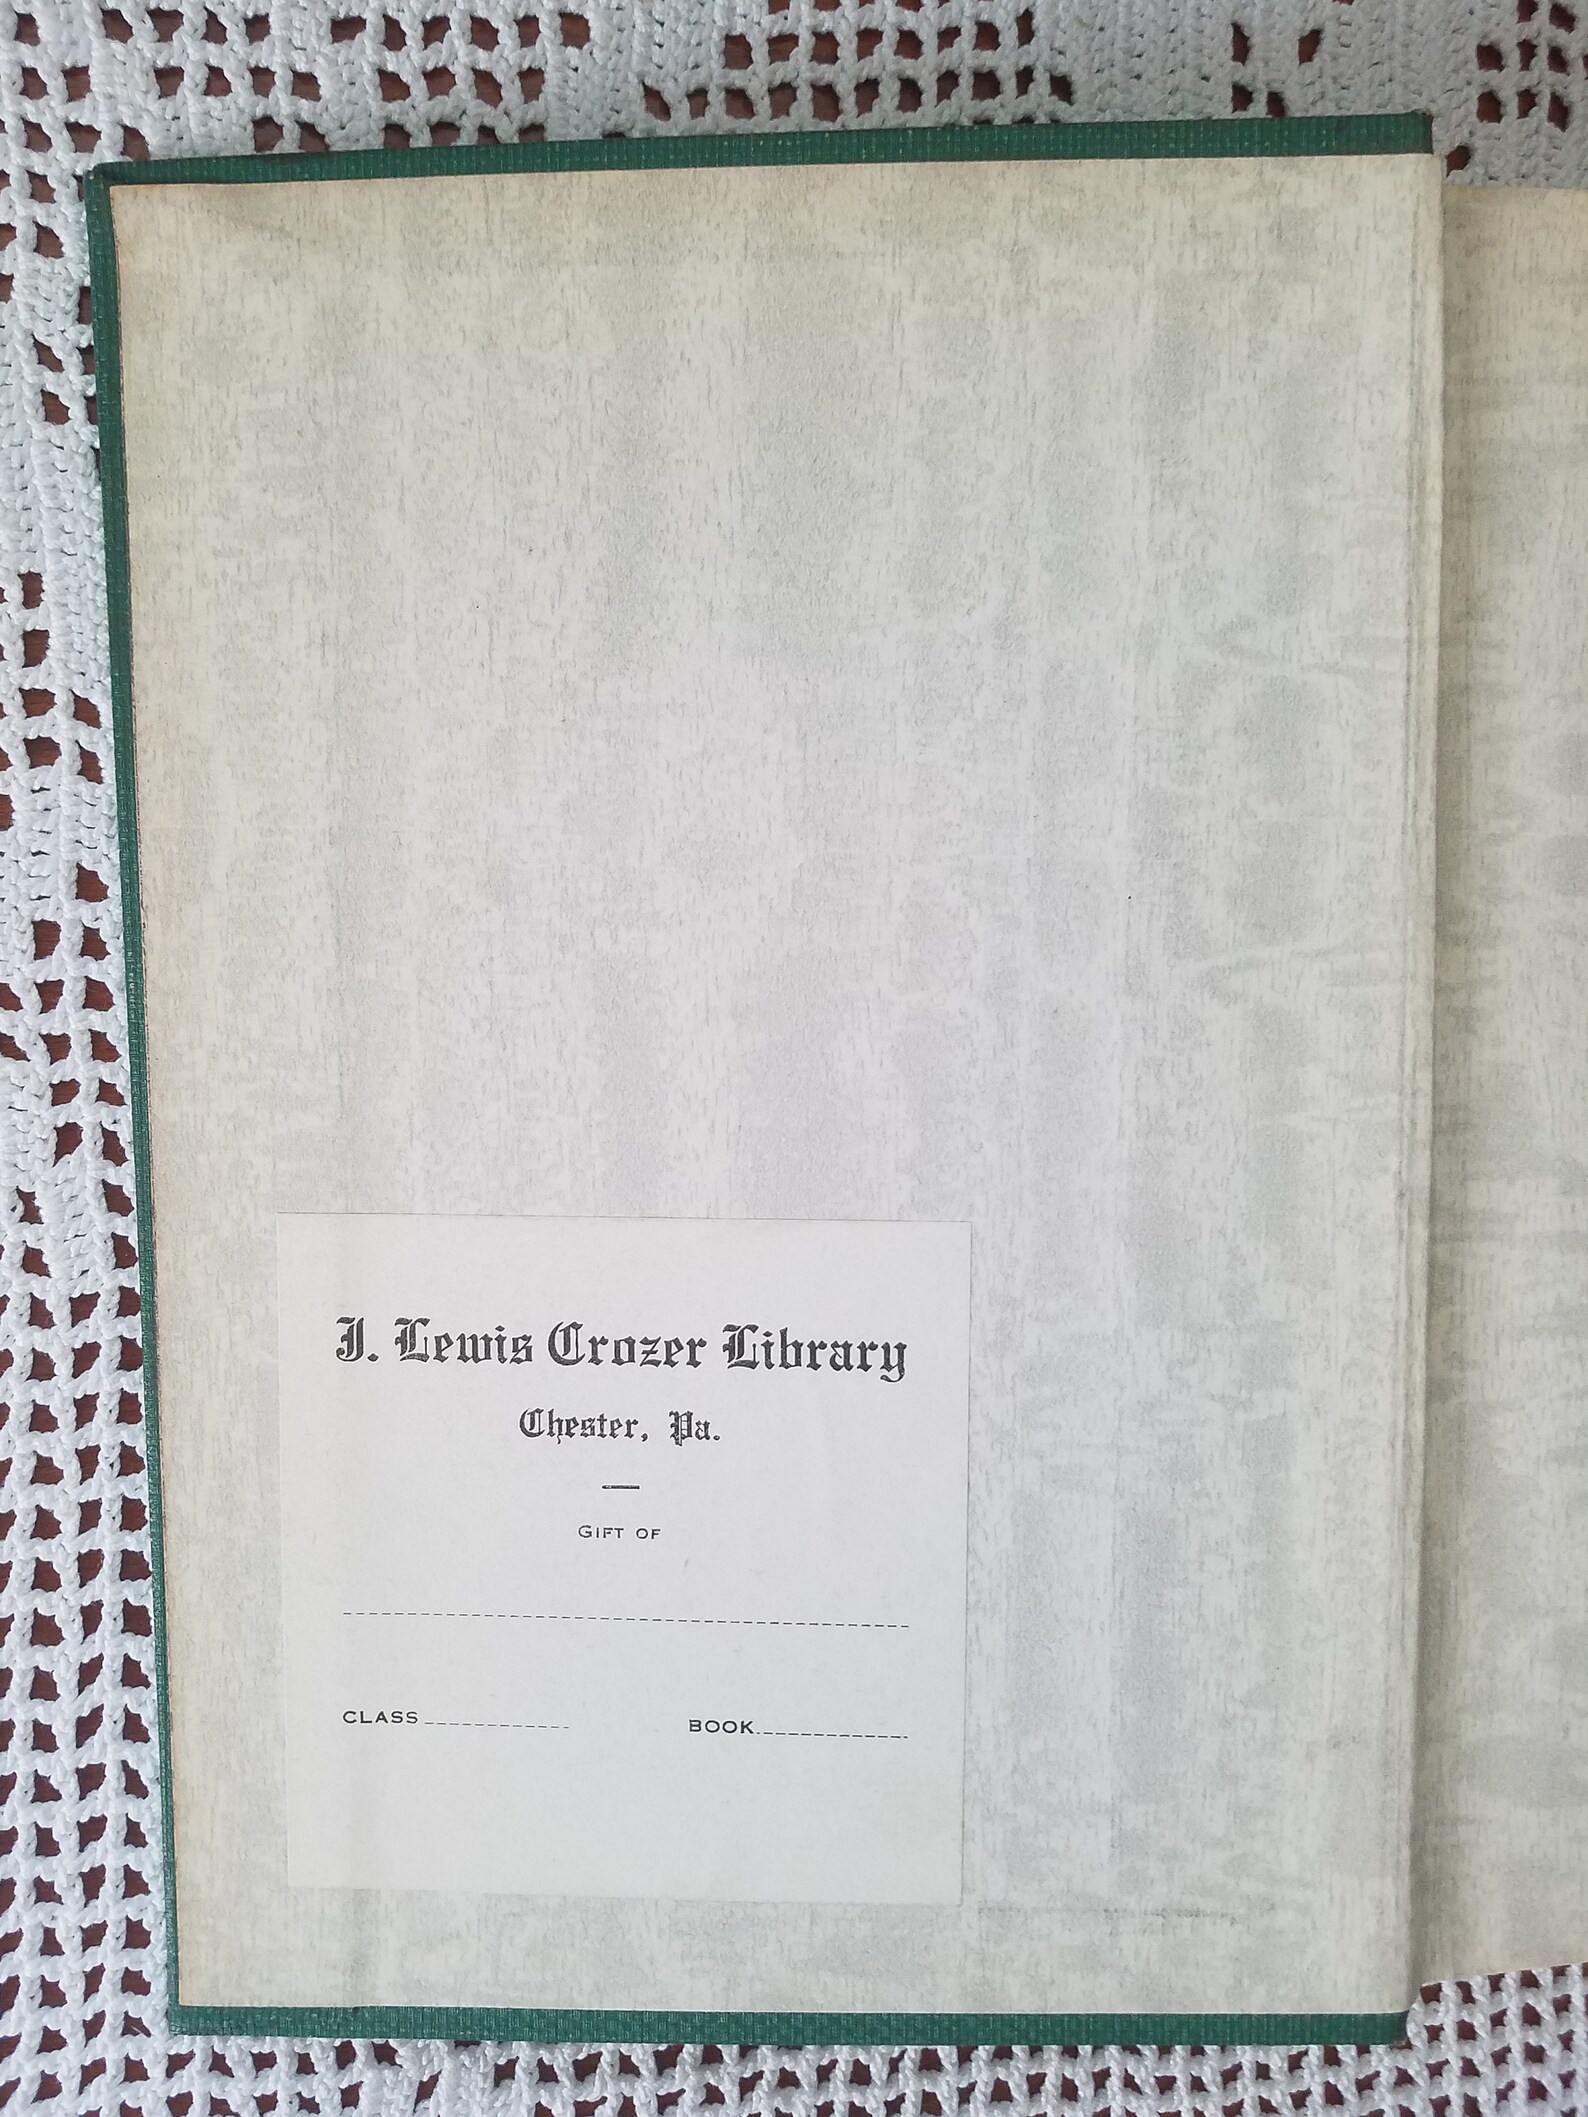 J. Lewis Crozer Library
Chester, Pa.
GIFT OF
CLASS
BOOK